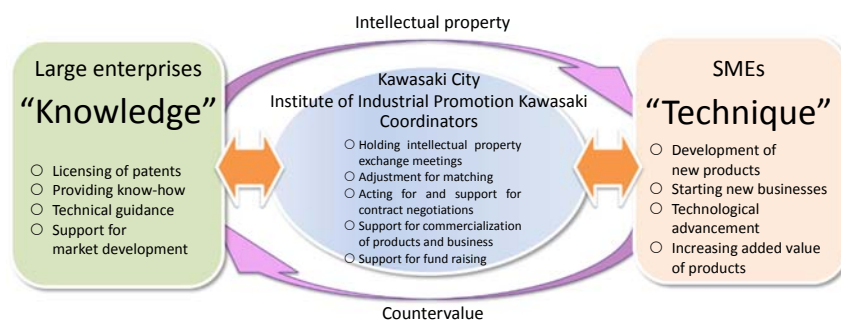 Intellectual property
Large enterprises
“Knowledge”
○ Licensing of patents
○ Providing know-how
○ Technical guidance
○ Support for
market development
Kawasaki City
Institute of Industrial Promotion Kawasaki
Coordinators
○ Holding intellectual property
exchange meetings
○ Adjustment for matching
○ Acting for and support for
contract negotiations
○ Support for commercialization
of products and business
○ Support for fund raising
SMEs
“Technique”
○ Development of
new products
○ Starting new businesses
○ Technological
advancement
○ Increasing added value
of products
Countervalue